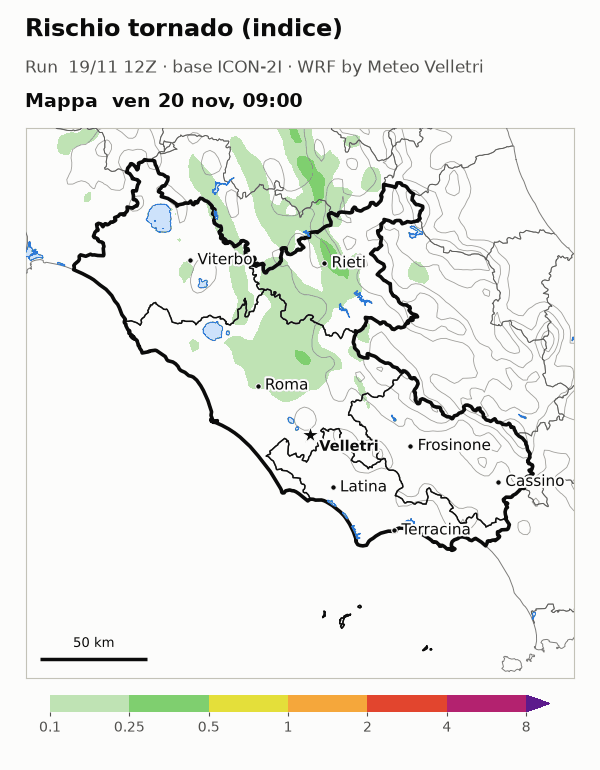 Rischio tornado (indice)
Run 19/11 12Z · base ICON-2I · WRF by Meteo Velletri
Mappa ven 20 nov, 09:00
Viterbo
Rieti
Roma
Velletri
Frosinone
Latina
Cassino
Terracina
50 km
0.1 0.25 0.5 1 2 4 8